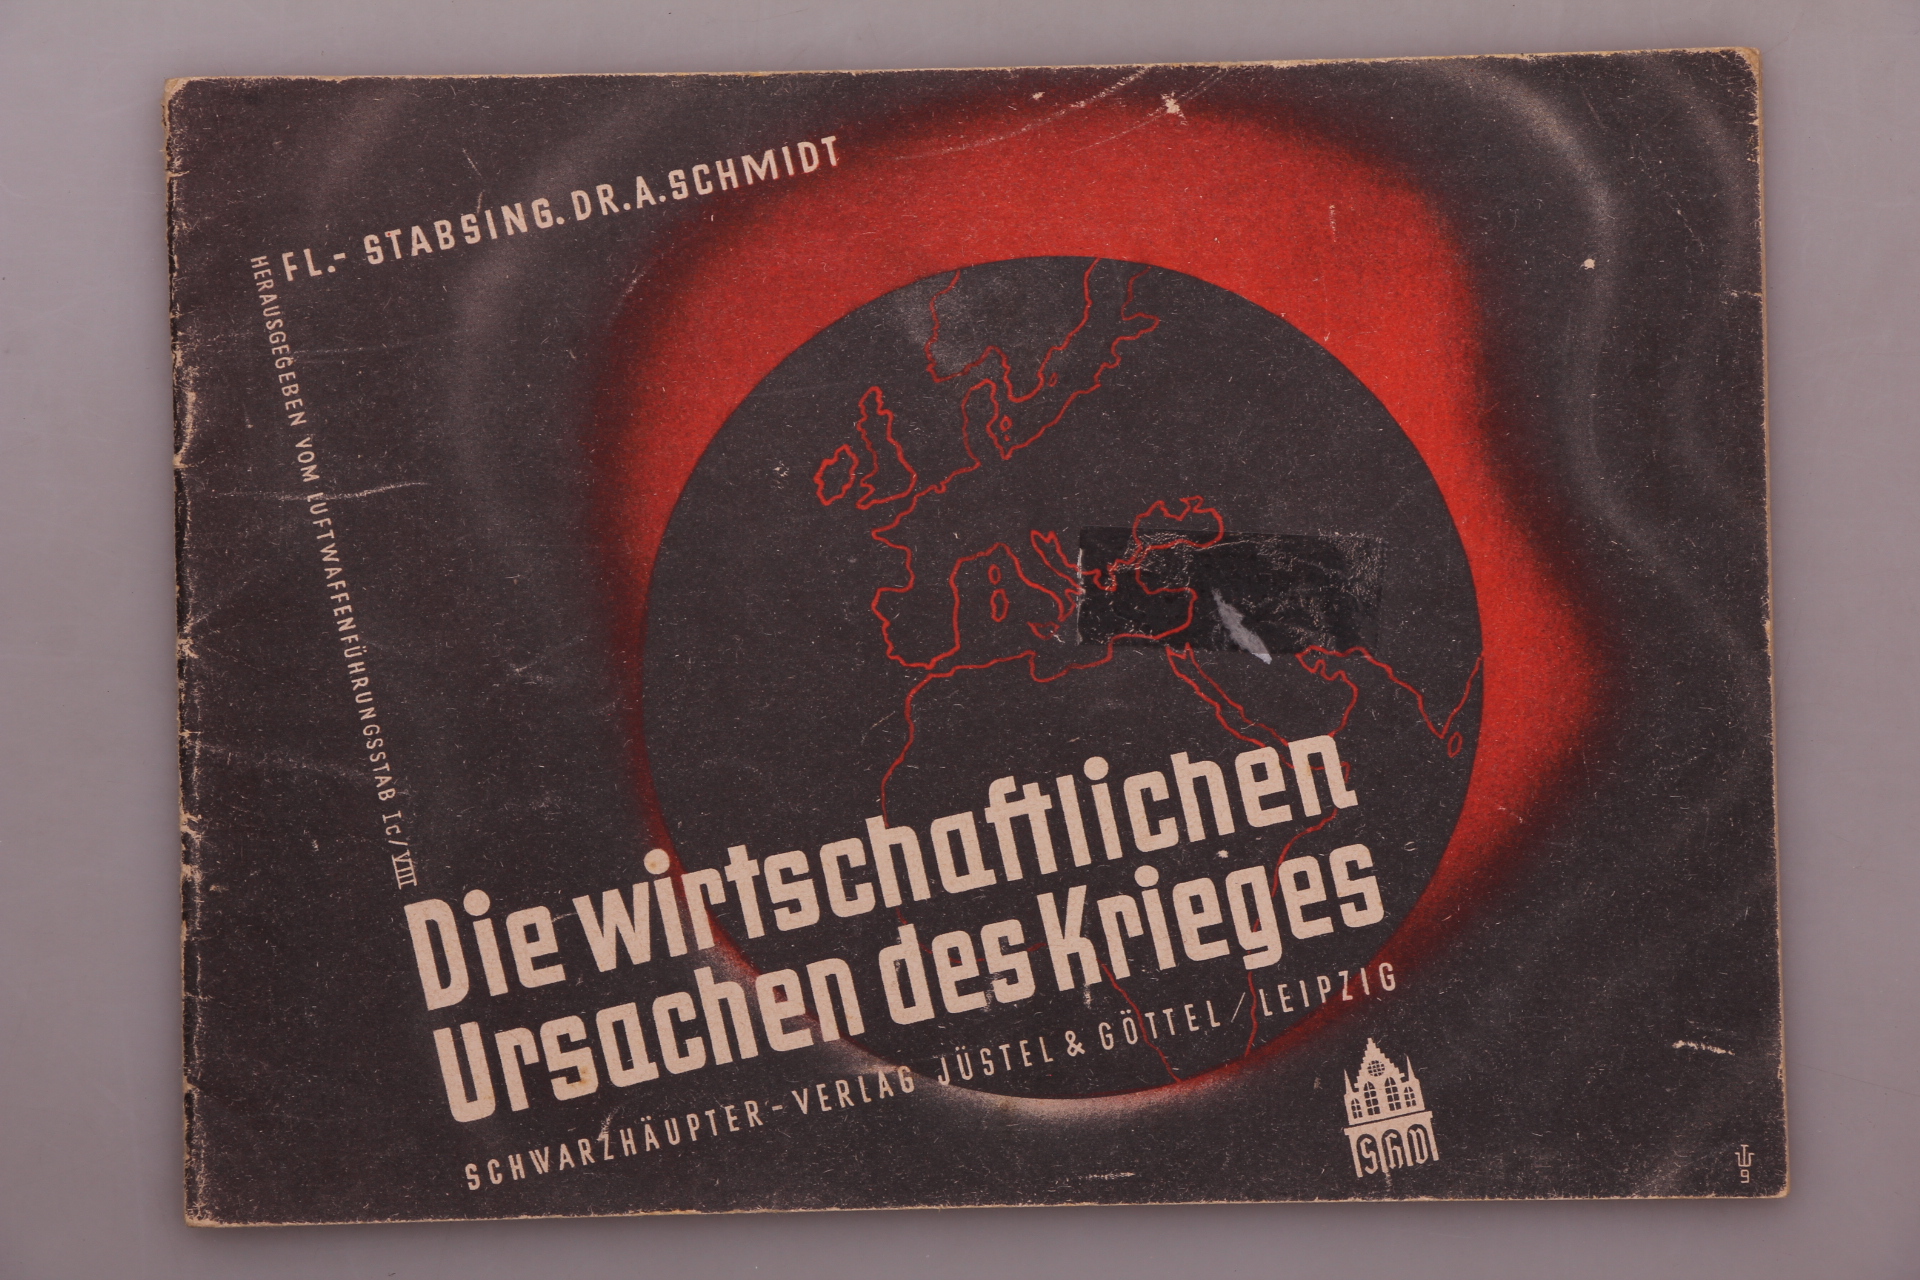 FL.- STABSING. DR. A. SCHMIDT
HERAUSGEGEBEN VOM LUFTWAFFENFÜHRUNGSSTAB Ic/VIII
Die wirtschaftlichen
Ursachen des Krieges
SCHWARZHÄUPTER-VERLAG JÜSTEL & GÖTTEL / LEIPZIG